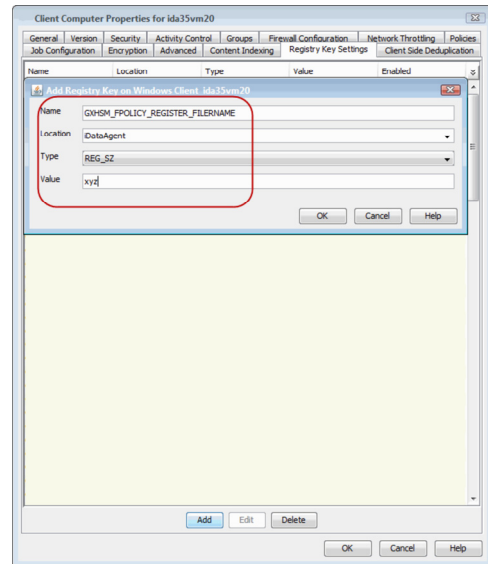 Client Computer Properties for ida35vm20
General Version Security Activity Control Groups Firewall Configuration Network Throttling Policies
Job Configuration Encryption Advanced Content Indexing Registry Key Settings Client Side Deduplication
Name Location Type Value Enabled
Add Registry Key on Windows Client ida35vm20
Name GXHSM_FPOLICY_REGISTER_FILERNAME
Location iDataAgent
Type REG_SZ
Value xyz
OK Cancel Help
Add Edit Delete
OK Cancel Help